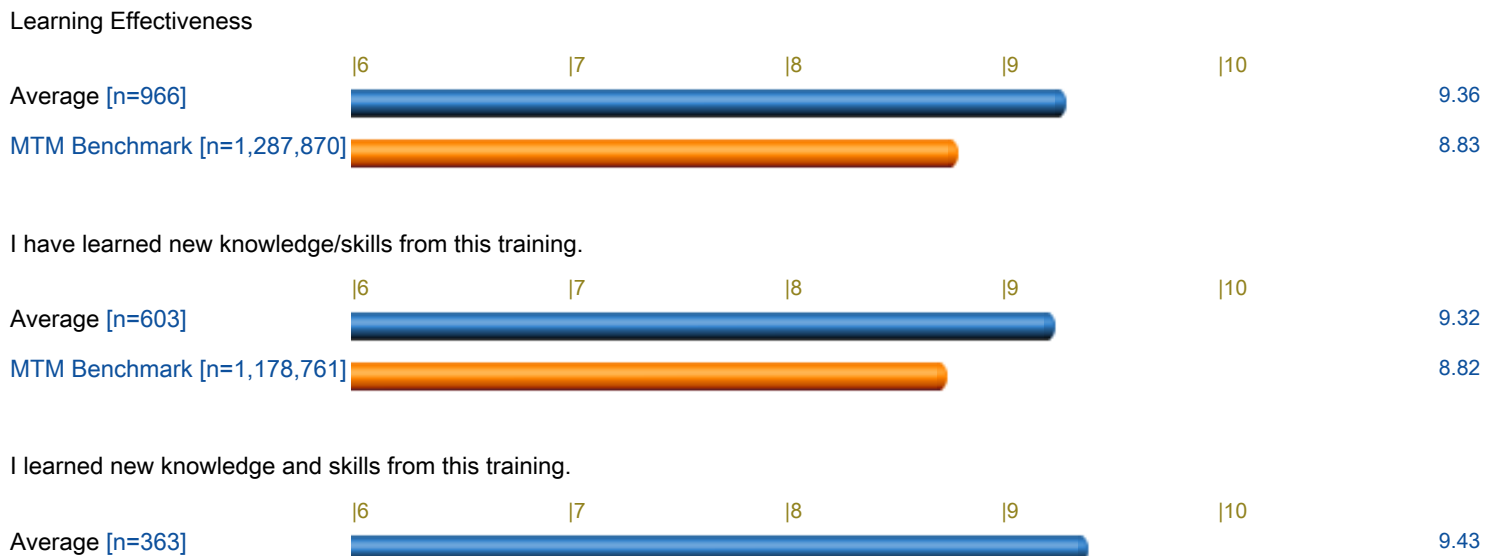 Learning Effectiveness
|6 |7 |8 |9 |10
Average [n=966] 9.36
MTM Benchmark [n=1,287,870] 8.83
I have learned new knowledge/skills from this training.
|6 |7 |8 |9 |10
Average [n=603] 9.32
MTM Benchmark [n=1,178,761] 8.82
I learned new knowledge and skills from this training.
|6 |7 |8 |9 |10
Average [n=363] 9.43